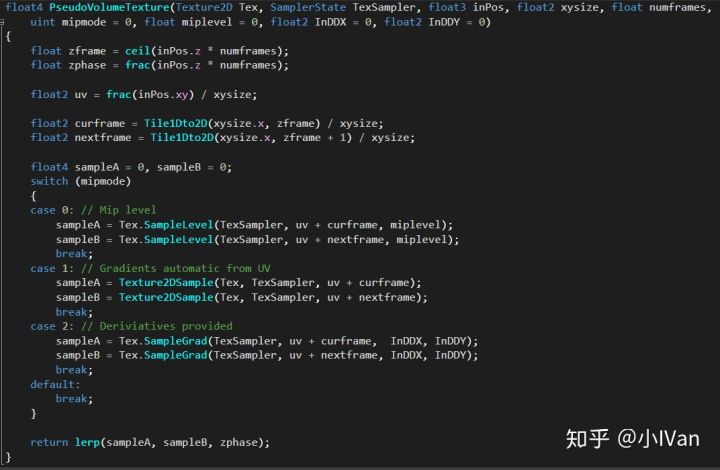 float4 PseudoVolumeTexture(Texture2D Tex, SamplerState TexSampler, float3 inPos, float2 xysize, float numframes,
    uint mipmode = 0, float miplevel = 0, float2 InDDX = 0, float2 InDDY = 0)
{
    float zframe = ceil(inPos.z * numframes);
    float zphase = frac(inPos.z * numframes);

    float2 uv = frac(inPos.xy) / xysize;

    float2 curframe = Tile1Dto2D(xysize.x, zframe) / xysize;
    float2 nextframe = Tile1Dto2D(xysize.x, zframe + 1) / xysize;

    float4 sampleA = 0, sampleB = 0;
    switch (mipmode)
    {
    case 0: // Mip level
        sampleA = Tex.SampleLevel(TexSampler, uv + curframe, miplevel);
        sampleB = Tex.SampleLevel(TexSampler, uv + nextframe, miplevel);
        break;
    case 1: // Gradients automatic from UV
        sampleA = Texture2DSample(Tex, TexSampler, uv + curframe);
        sampleB = Texture2DSample(Tex, TexSampler, uv + nextframe);
        break;
    case 2: // Deriviatives provided
        sampleA = Tex.SampleGrad(TexSampler, uv + curframe,  InDDX, InDDY);
        sampleB = Tex.SampleGrad(TexSampler, uv + nextframe, InDDX, InDDY);
        break;
    default:
        break;
    }

    return lerp(sampleA, sampleB, zphase);
}
知乎 @小IVan